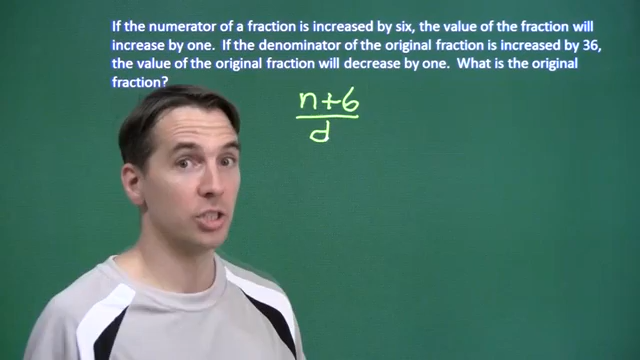 If the numerator of a fraction is increased by six, the value of the fraction will
increase by one. If the denominator of the original fraction is increased by 36,
the value of the original fraction will decrease by one. What is the original
fraction?
n+6
d